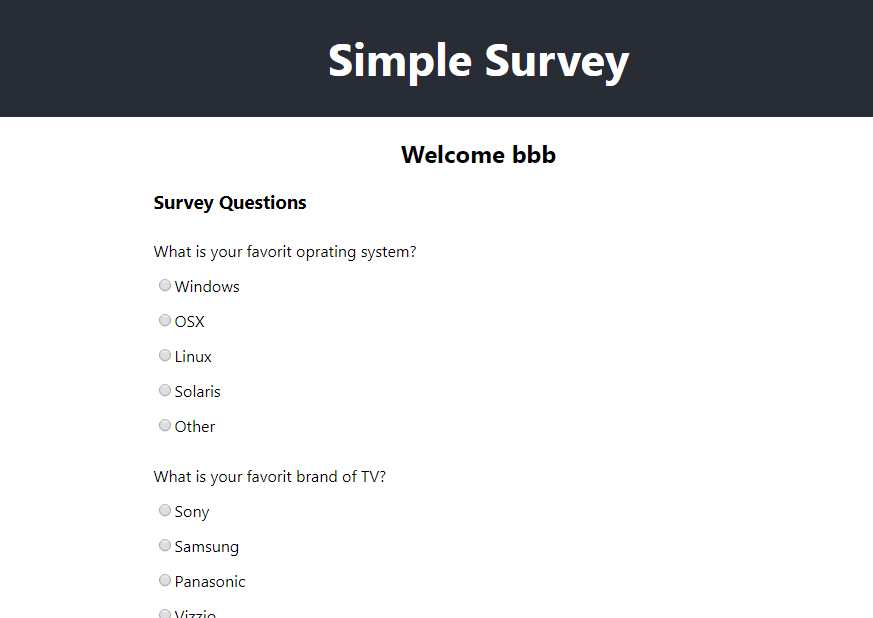 Simple Survey
Welcome bbb
Survey Questions
What is your favorit oprating system?
Windows
OSX
Linux
Solaris
Other
What is your favorit brand of TV?
Sony
Samsung
Panasonic
Vizzio